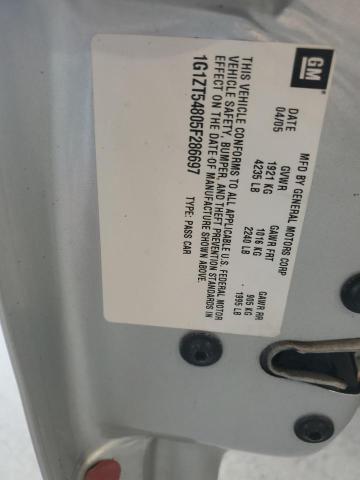 GM
MFD BY GENERAL MOTORS CORP
DATE GVWR GAWR FRT GAWR RR
04/05 1921 KG 1016 KG 905 KG
4235 LB 2240 LB 1995 LB
THIS VEHICLE CONFORMS TO ALL APPLICABLE U.S. FEDERAL MOTOR
VEHICLE SAFETY, BUMPER, AND THEFT PREVENTION STANDARDS IN
EFFECT ON THE DATE OF MANUFACTURE SHOWN ABOVE.
1G1ZT54805F286697 TYPE: PASS CAR